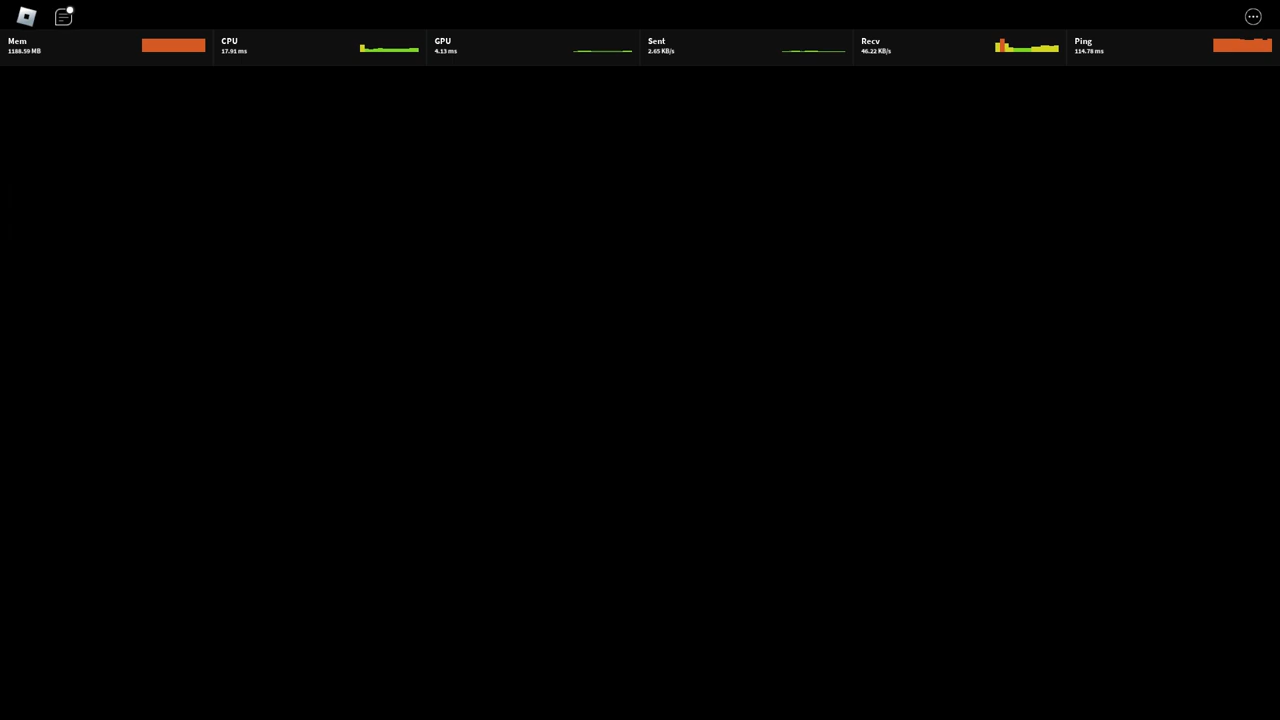 Mem
1188.59 MB
CPU
17.91 ms
GPU
4.13 ms
Sent
2.65 KB/s
Recv
46.22 KB/s
Ping
114.78 ms